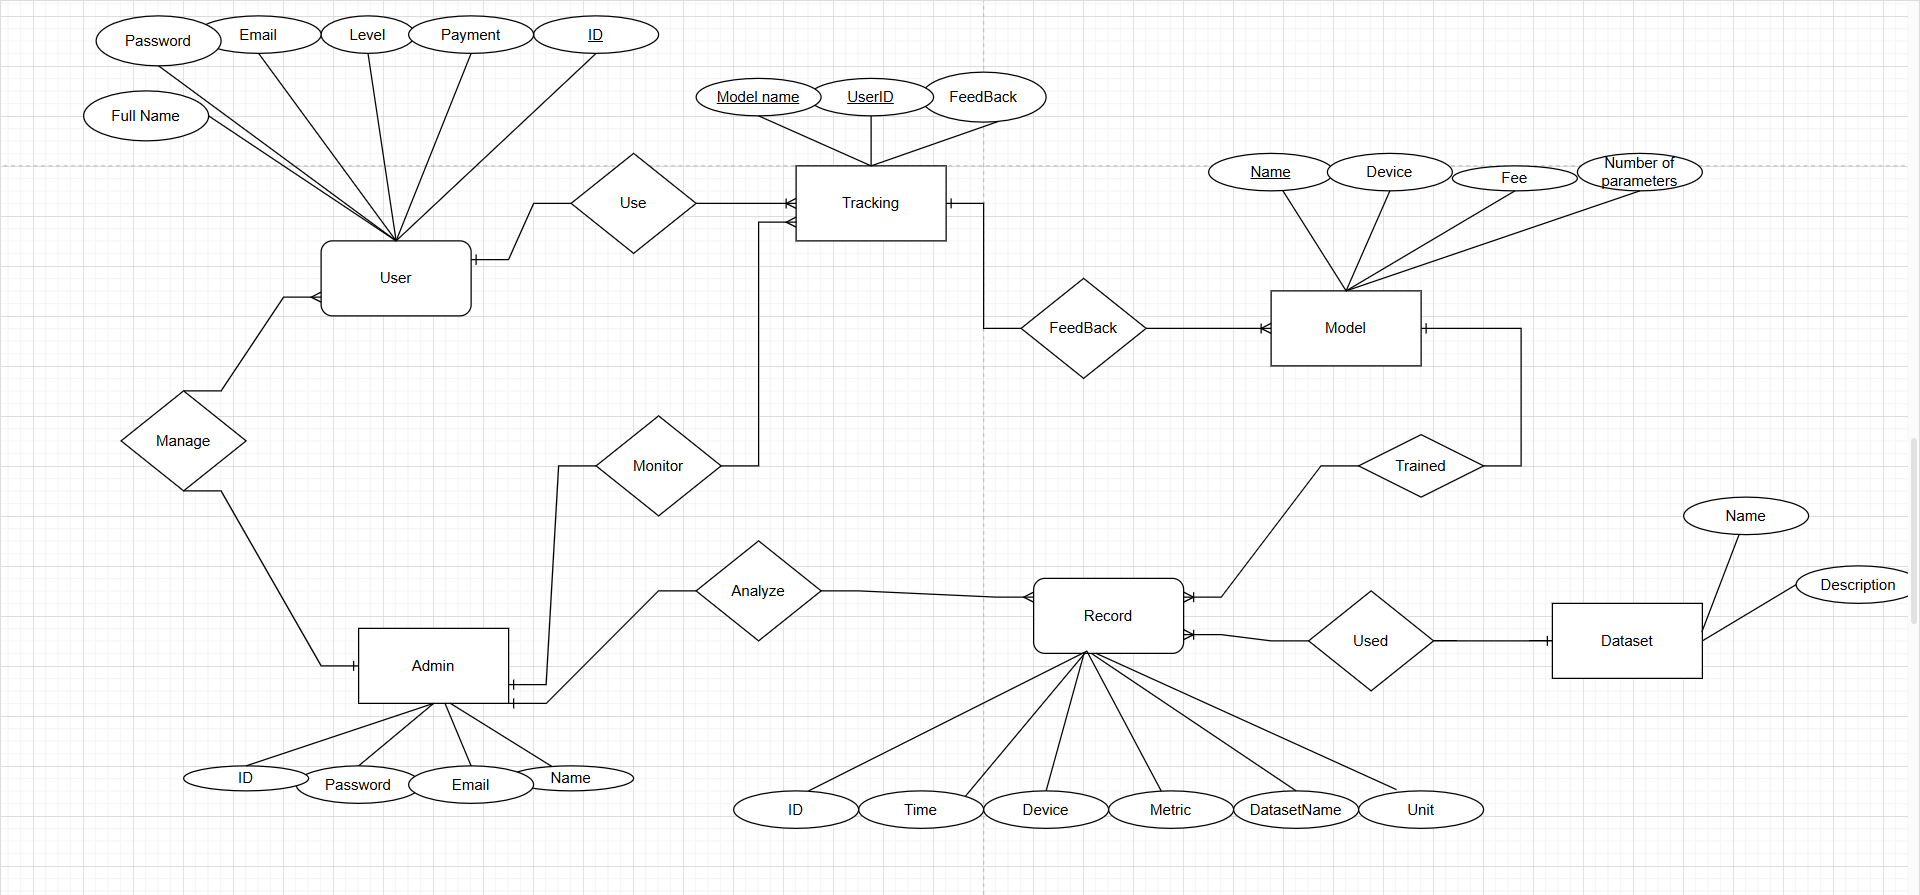 Password
Email
Level
Payment
ID
Full Name
Model name
UserID
FeedBack
Name
Device
Fee
Number of
parameters
Use
Tracking
User
FeedBack
Model
Manage
Monitor
Trained
Name
Analyze
Description
Record
Used
Dataset
Admin
ID
Password
Email
Name
ID
Time
Device
Metric
DatasetName
Unit